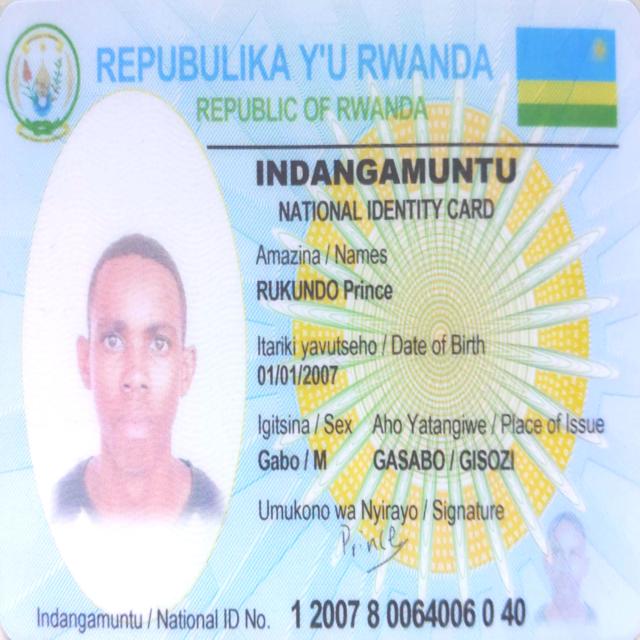 REPUBULIKA Y'U RWANDA
REPUBLIC OF RWANDA
INDANGAMUNTU
NATIONAL IDENTITY CARD
Amazina / Names
RUKUNDO Prince
Itariki yavutseho / Date of Birth
01/01/2007
Igitsina / Sex Aho Yatangiwe / Place of Issue
Gabo / M GASABO / GISOZI
Umukono wa Nyirayo / Signature
Prince
Indangamuntu / National ID No. 1 2007 8 0064006 0 40